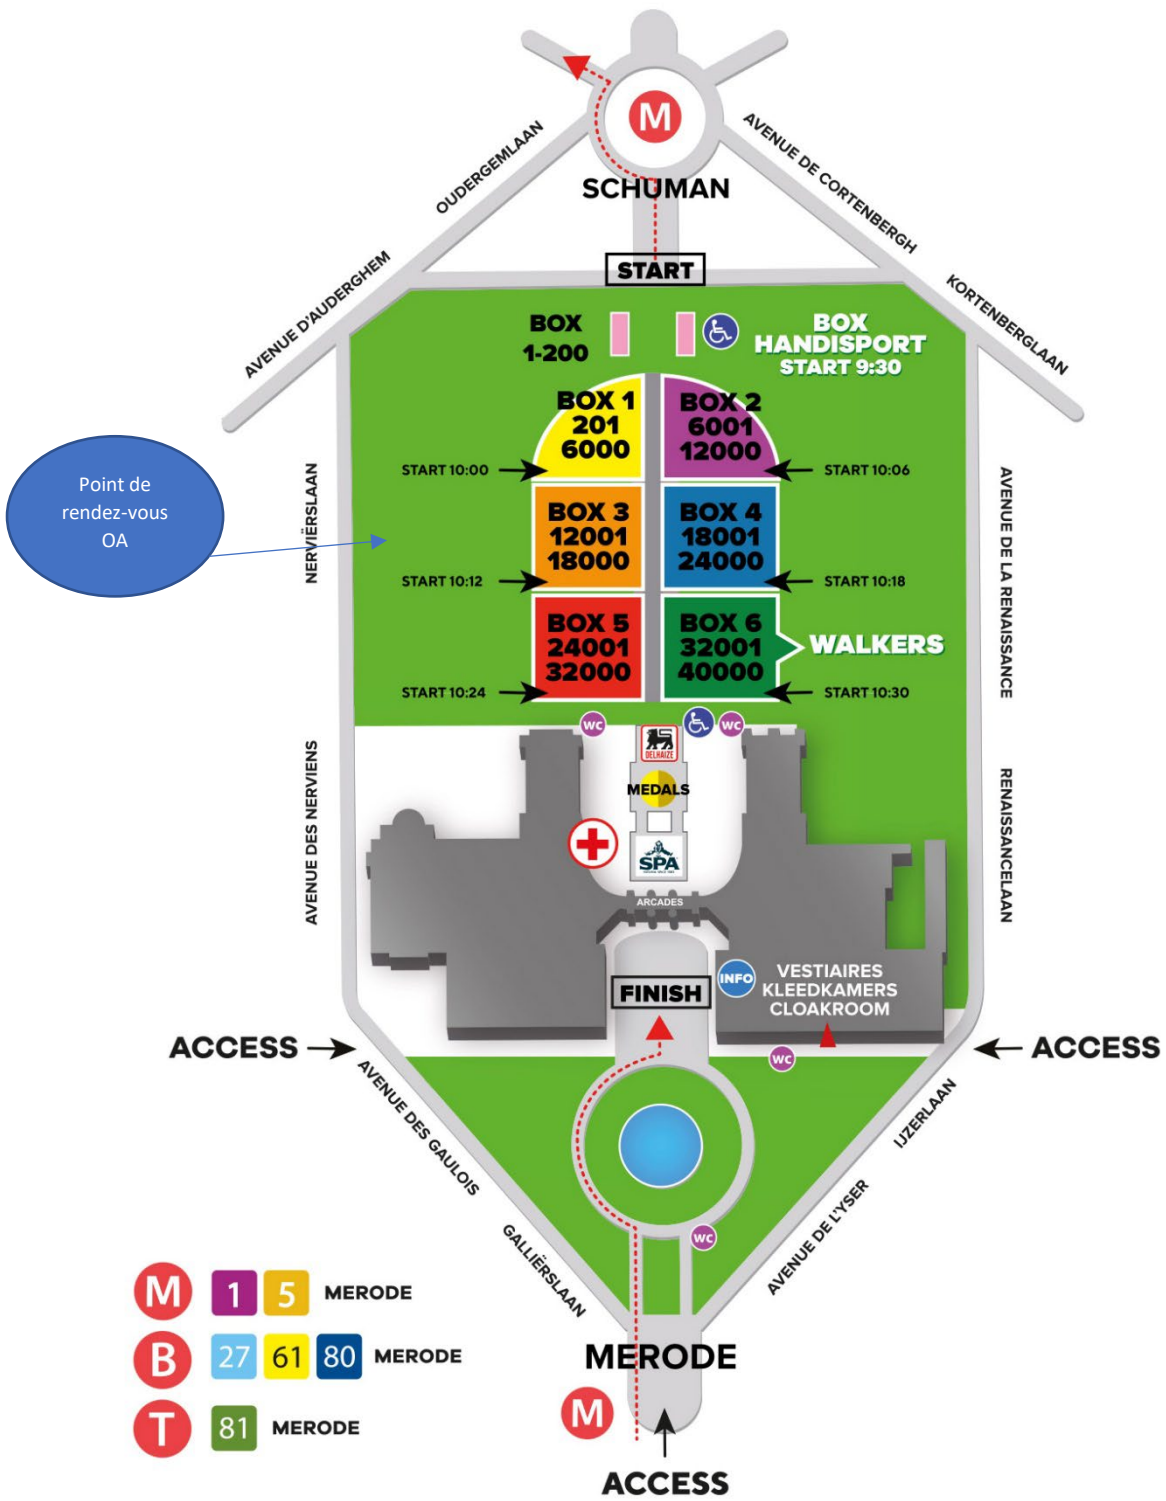 M
SCHUMAN
OUDERGEMLAAN
AVENUE D'AUDERGHEM
AVENUE DE CORTENBERGH
KORTENBERGLAAN
START
BOX
1-200
BOX
HANDISPORT
START 9:30
BOX 1
201
6000
BOX 2
6001
12000
START 10:00
START 10:06
Point de
rendez-vous
OA
NERVIËRSLAAN
AVENUE DE LA RENAISSANCE
BOX 3
12001
18000
BOX 4
18001
24000
START 10:12
START 10:18
BOX 5
24001
32000
BOX 6
32001
40000
WALKERS
START 10:24
START 10:30
WC
WC
DELHAIZE
MEDALS
SPA
ARCADES
AVENUE DES NERVIENS
RENAISSANCELAAN
FINISH
INFO
VESTIAIRES
KLEEDKAMERS
CLOAKROOM
WC
ACCESS
ACCESS
AVENUE DES GAULOIS
GALLIËRSLAAN
IJZERLAAN
AVENUE DE L'YSER
WC
M 1 5 MERODE
B 27 61 80 MERODE
T 81 MERODE
MERODE
M
ACCESS